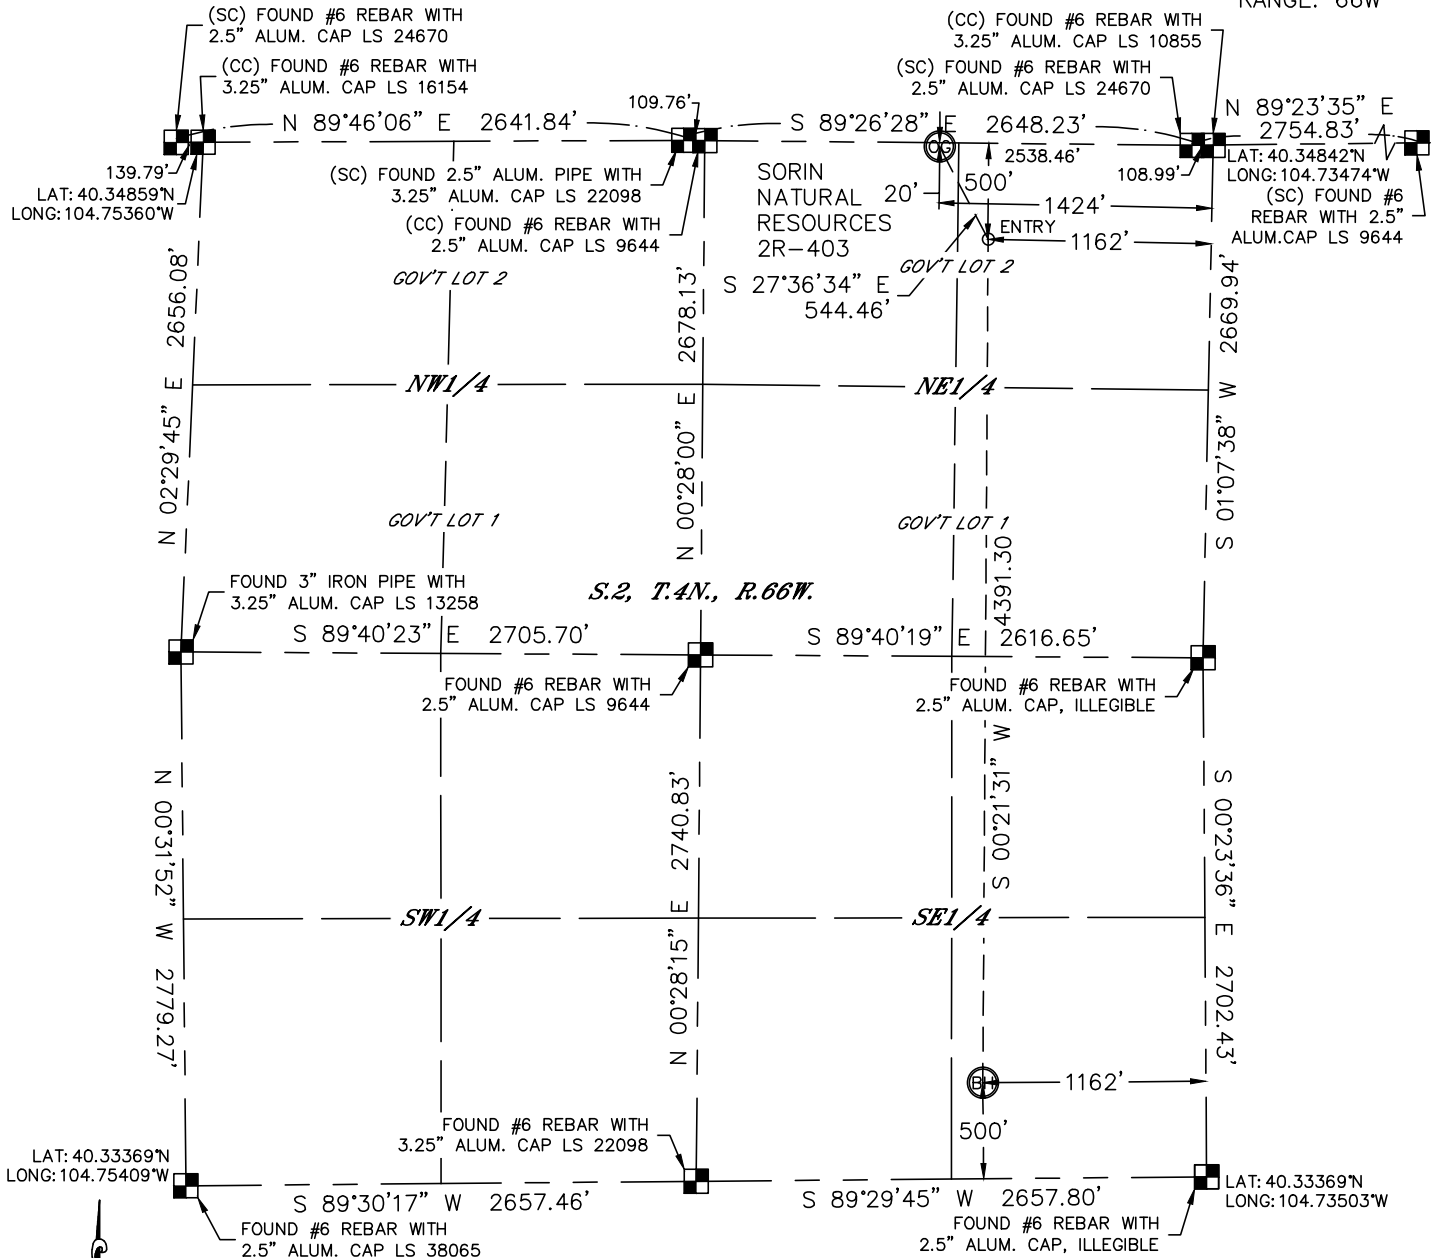 RANGE: 66W
(SC) FOUND #6 REBAR WITH
2.5" ALUM. CAP LS 24670
(CC) FOUND #6 REBAR WITH
3.25" ALUM. CAP LS 16154
(CC) FOUND #6 REBAR WITH
3.25" ALUM. CAP LS 10855
(SC) FOUND #6 REBAR WITH
2.5" ALUM. CAP LS 24670
N 89°46'06" E 2641.84'
109.76'
S 89°26'28" E 2648.23'
2538.46'
N 89°23'35" E
2754.83'
139.79'
LAT: 40.34859°N
LONG: 104.75360°W
(SC) FOUND 2.5" ALUM. PIPE WITH
3.25" ALUM. CAP LS 22098
(CC) FOUND #6 REBAR WITH
2.5" ALUM. CAP LS 9644
OG
SORIN
NATURAL
RESOURCES
2R-403
20'
500'
1424'
ENTRY
1162'
108.99'
LAT: 40.34842°N
LONG: 104.73474°W
(SC) FOUND #6
REBAR WITH 2.5"
ALUM.CAP LS 9644
S 27°36'34" E
544.46'
GOV'T LOT 2
GOV'T LOT 2
N 02°29'45" E 2656.08'
N 00°28'00" E 2678.13'
S 01°07'38" W 2669.94'
NW1/4
NE1/4
GOV'T LOT 1
GOV'T LOT 1
S 00°21'31" W 4391.30
FOUND 3" IRON PIPE WITH
3.25" ALUM. CAP LS 13258
S.2, T.4N., R.66W.
S 89°40'23" E 2705.70'
S 89°40'19" E 2616.65'
FOUND #6 REBAR WITH
2.5" ALUM. CAP LS 9644
FOUND #6 REBAR WITH
2.5" ALUM. CAP, ILLEGIBLE
N 00°31'52" W 2779.27'
N 00°28'15" E 2740.83'
S 00°23'36" E 2702.43'
SW1/4
SE1/4
BH
1162'
500'
FOUND #6 REBAR WITH
3.25" ALUM. CAP LS 22098
LAT: 40.33369°N
LONG: 104.75409°W
S 89°30'17" W 2657.46'
S 89°29'45" W 2657.80'
LAT: 40.33369°N
LONG: 104.73503°W
FOUND #6 REBAR WITH
2.5" ALUM. CAP LS 38065
FOUND #6 REBAR WITH
2.5" ALUM. CAP, ILLEGIBLE